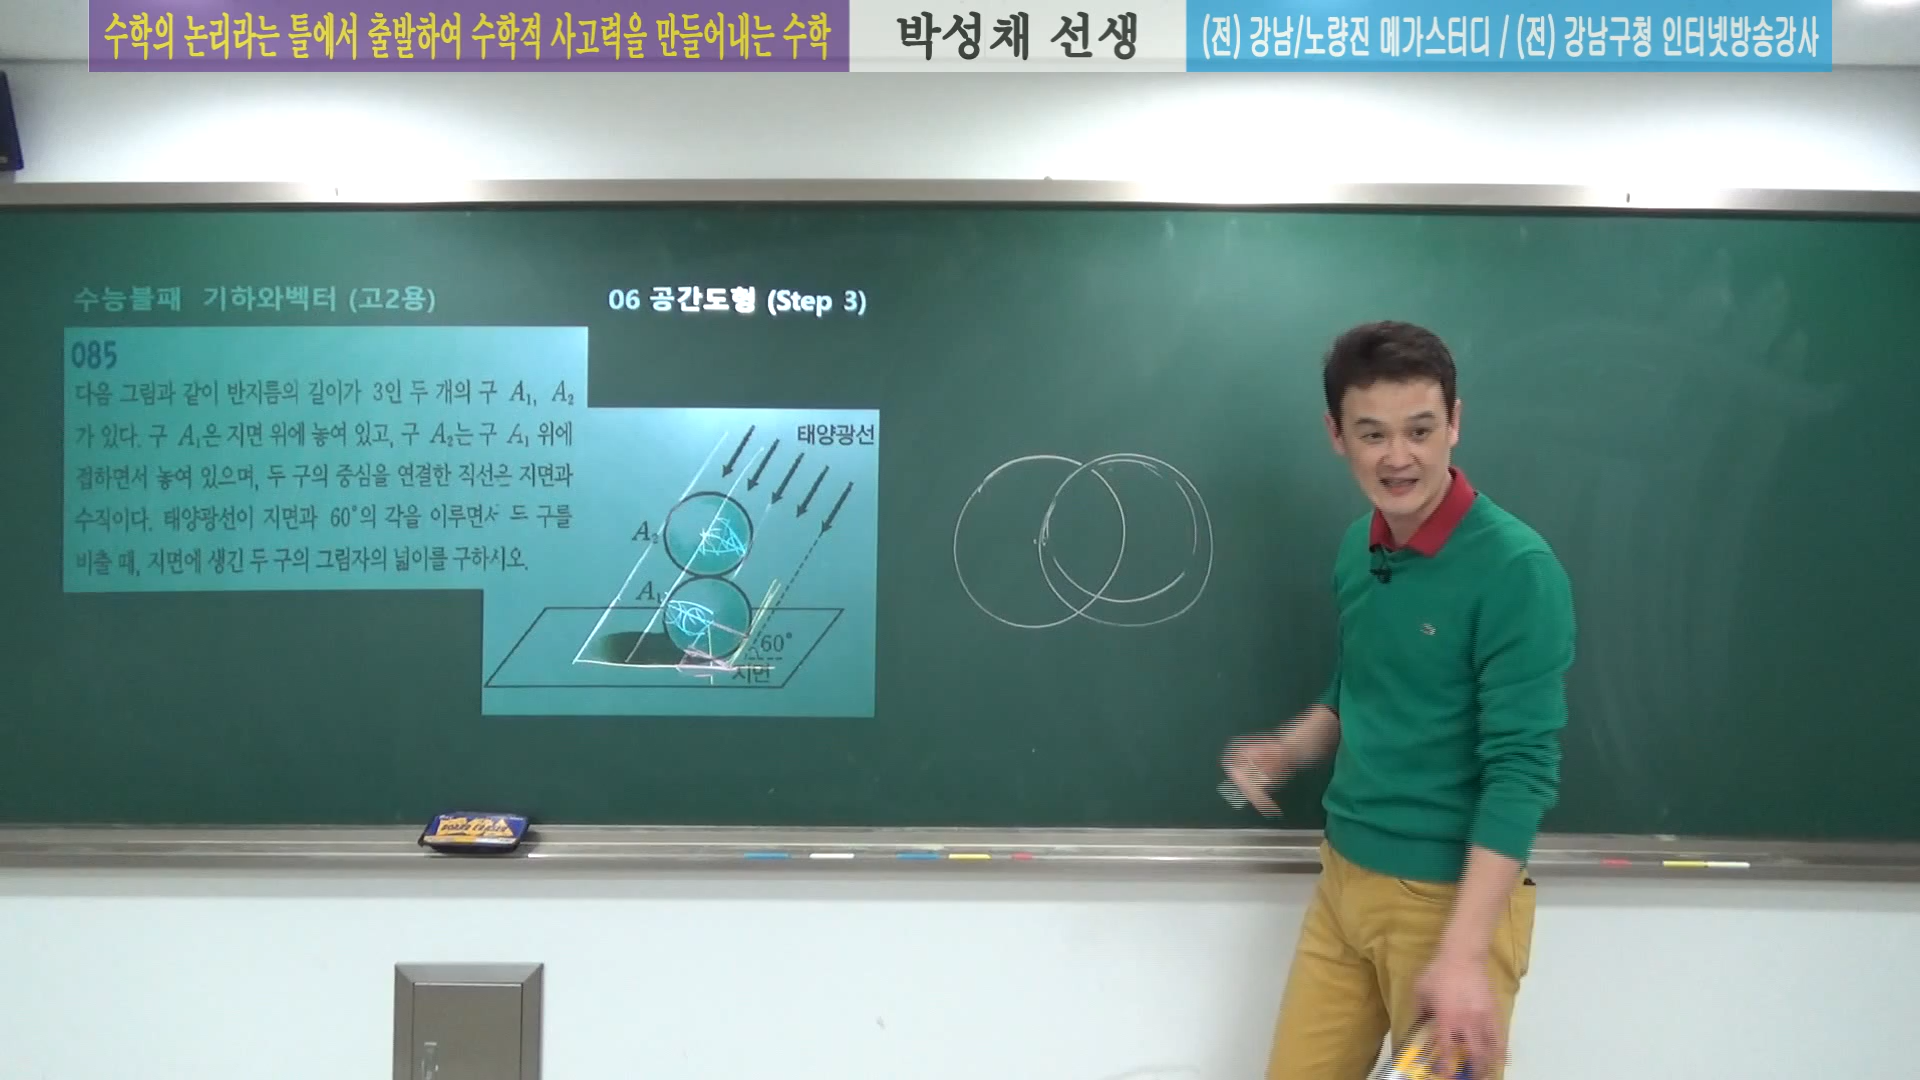 수학의 논리라는 틀에서 출발하여 수학적 사고력을 만들어내는 수학
박성채 선생
(전) 강남/노량진 메가스터디 / (전) 강남구청 인터넷방송강사
수능불패 기하와벡터 (고2용)
06 공간도형 (Step 3)
085
다음 그림과 같이 반지름의 길이가 3인 두 개의 구 A₁, A₂
가 있다. 구 A₁은 지면 위에 놓여 있고, 구 A₂는 구 A₁ 위에
접하면서 놓여 있으며, 두 구의 중심을 연결한 직선은 지면과
수직이다. 태양광선이 지면과 60°의 각을 이루면서 두 구를
비출 때, 지면에 생긴 두 구의 그림자의 넓이를 구하시오.
태양광선
A₂
A₁
60°
지면